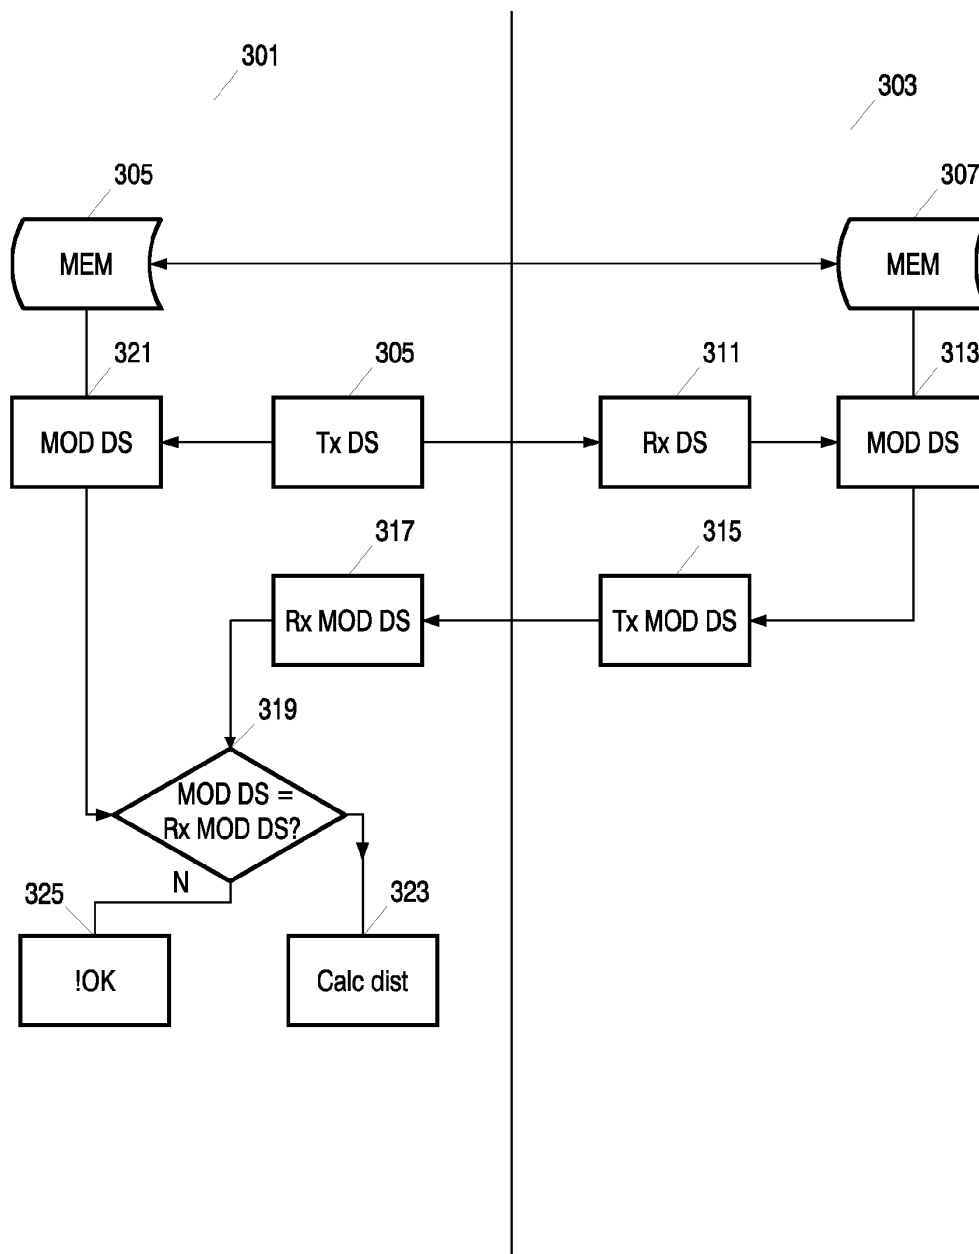 301
303
305
307
MEM
MEM
321
305
311
313
MOD DS
Tx DS
Rx DS
MOD DS
317
315
Rx MOD DS
Tx MOD DS
319
MOD DS =
Rx MOD DS?
N
325
323
!OK
Calc dist